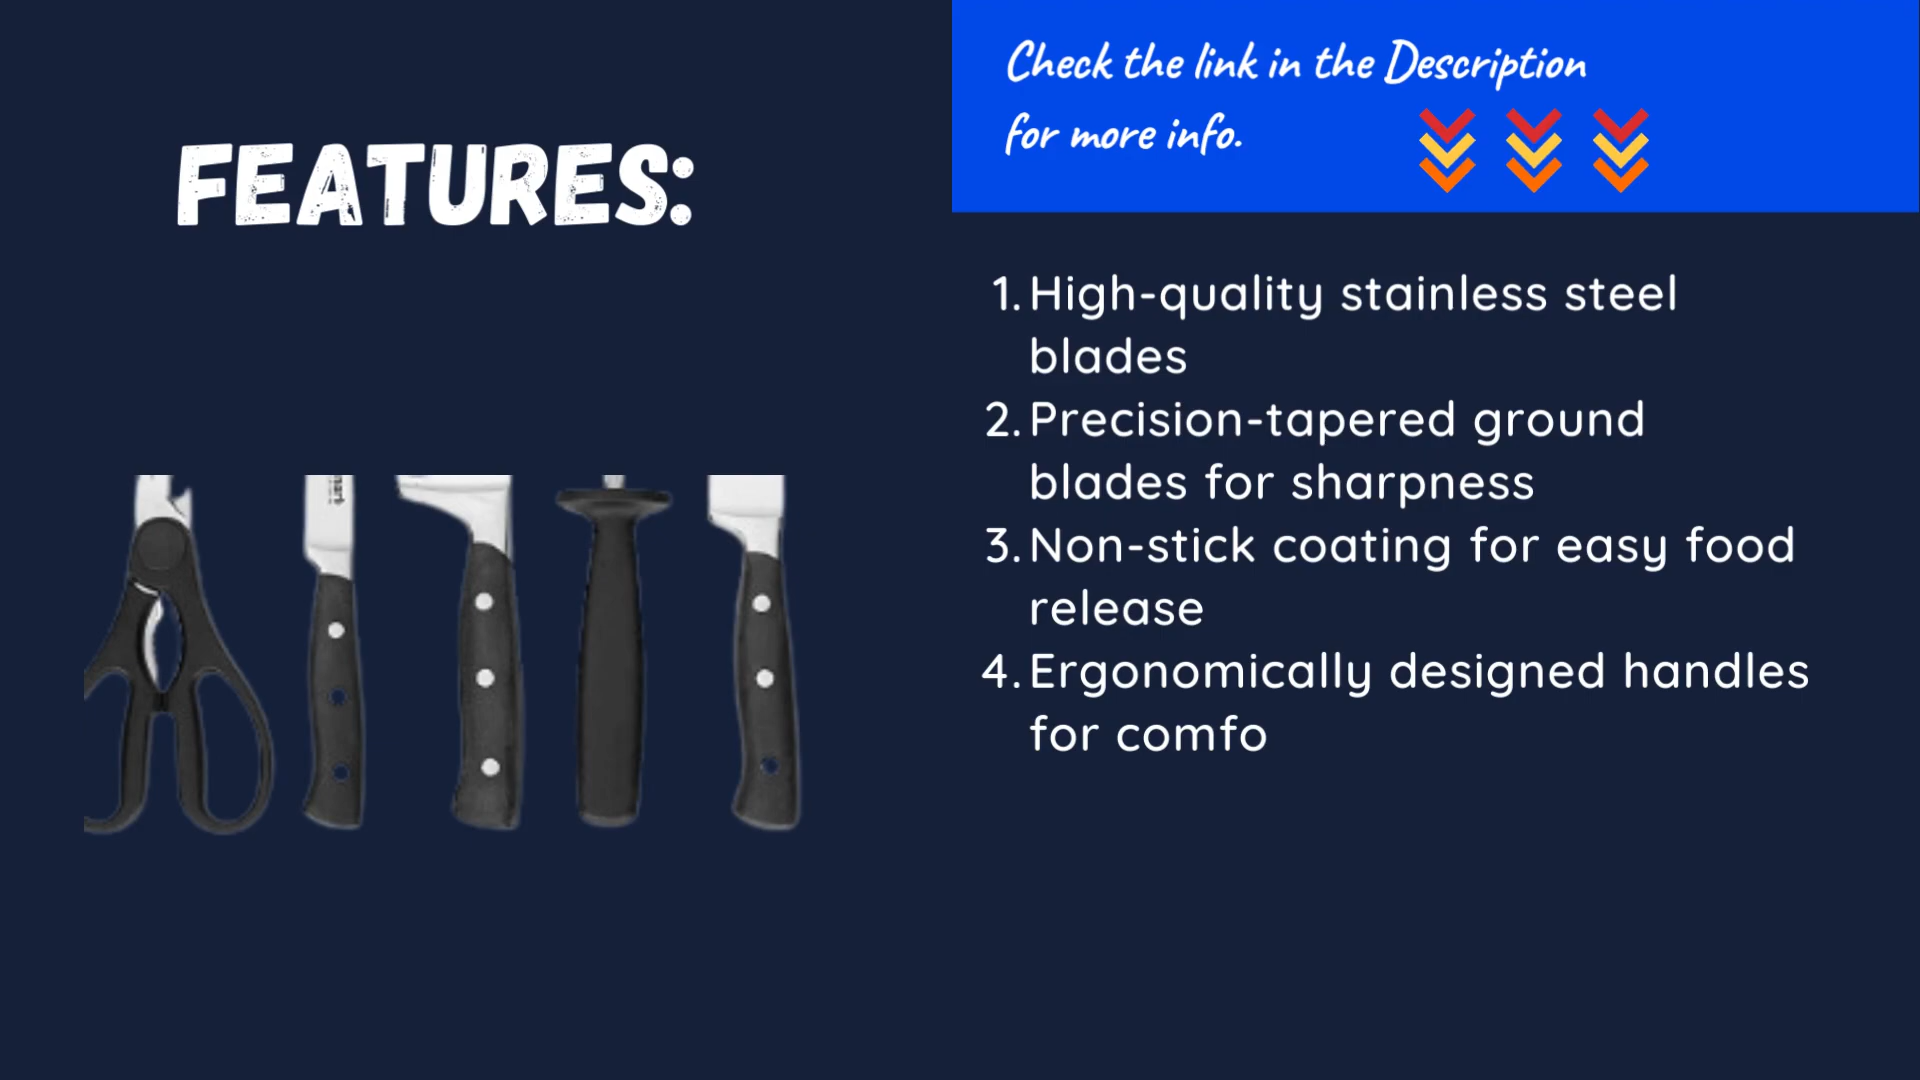 FEATURES:
Check the link in the Description
for more info.
1. High-quality stainless steel
blades
2. Precision-tapered ground
blades for sharpness
3. Non-stick coating for easy food
release
4. Ergonomically designed handles
for comfo